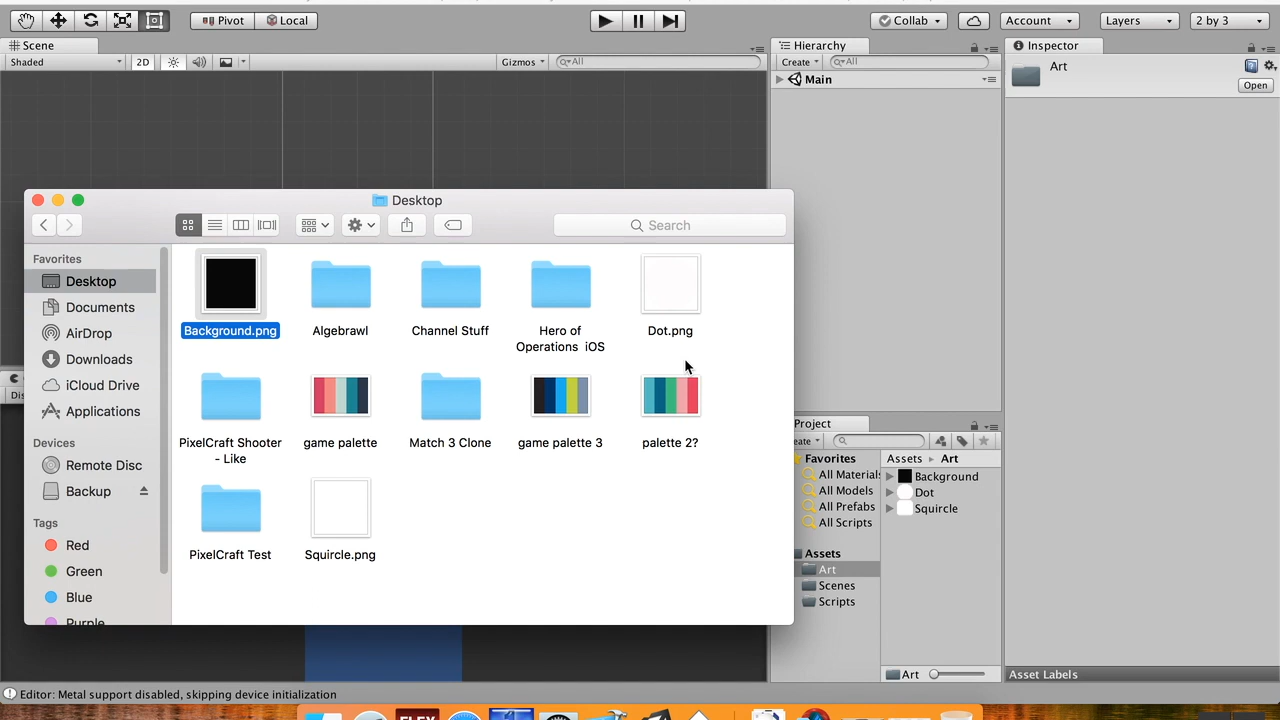 Pivot
Local
Collab
Account
Layers
2 by 3
Scene
Shaded
2D
Gizmos
All
Hierarchy
Create
All
Main
Inspector
Art
Open
Desktop
Search
Favorites
Desktop
Documents
AirDrop
Downloads
iCloud Drive
Applications
Devices
Remote Disc
Backup
Tags
Red
Green
Blue
Purple
Background.png
Algebrawl
Channel Stuff
Hero of
Operations iOS
Dot.png
PixelCraft Shooter
- Like
game palette
Match 3 Clone
game palette 3
palette 2?
PixelCraft Test
Squircle.png
Dis
Project
eate
Favorites
All Materials
All Models
All Prefabs
All Scripts
Assets
Art
Scenes
Scripts
Assets
Art
Background
Dot
Squircle
Art
Asset Labels
Editor: Metal support disabled, skipping device initialization
FLEX